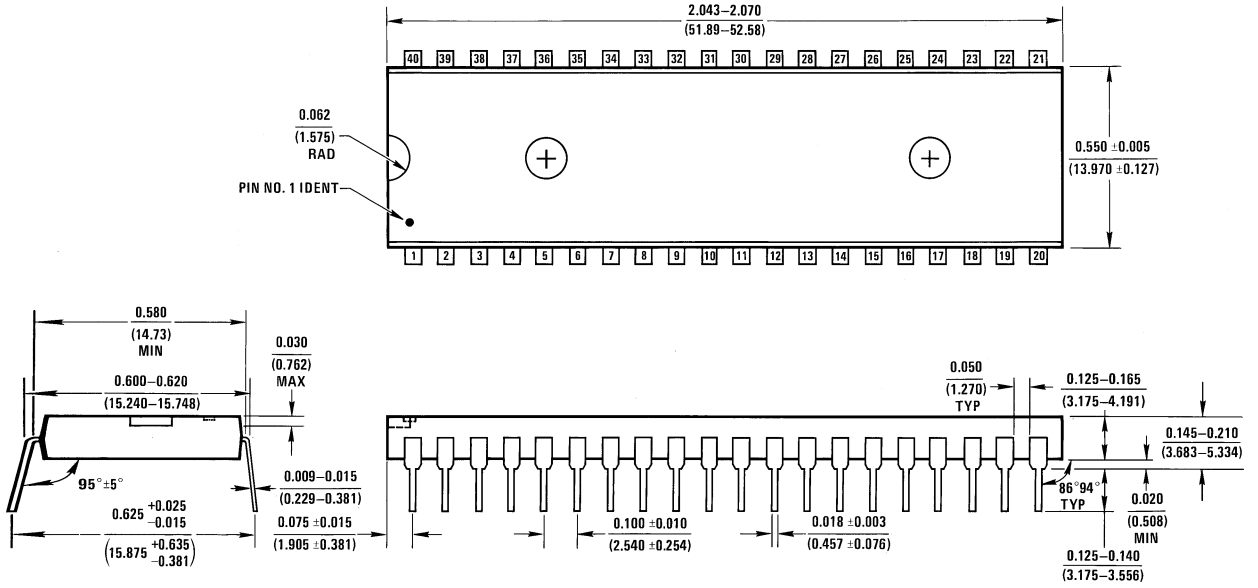 2.043–2.070
(51.89–52.58)
40 39 38 37 36 35 34 33 32 31 30 29 28 27 26 25 24 23 22 21
0.062
(1.575)
RAD
PIN NO. 1 IDENT
0.550 ±0.005
(13.970 ±0.127)
1 2 3 4 5 6 7 8 9 10 11 12 13 14 15 16 17 18 19 20
0.580
(14.73)
MIN
0.030
(0.762)
MAX
0.600–0.620
(15.240–15.748)
95°±5°
0.009–0.015
(0.229–0.381)
0.625 +0.025 −0.015
(15.875 +0.635 −0.381)
0.075 ±0.015
(1.905 ±0.381)
0.100 ±0.010
(2.540 ±0.254)
0.018 ±0.003
(0.457 ±0.076)
0.050
(1.270)
TYP
0.125–0.165
(3.175–4.191)
0.145–0.210
(3.683–5.334)
86°94°
TYP
0.020
(0.508)
MIN
0.125–0.140
(3.175–3.556)